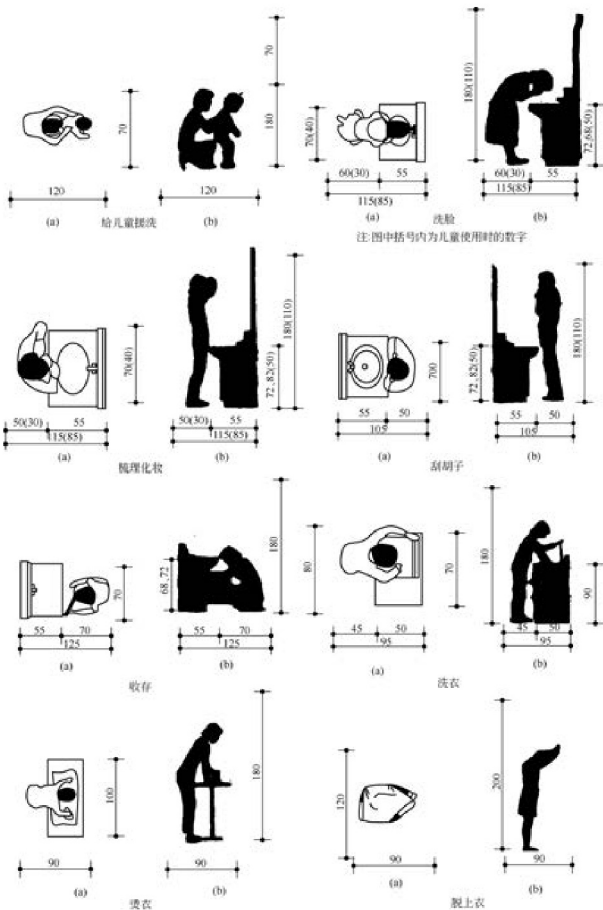 70
180
70
120
120
(a)
(b)
给儿童擦洗
180(110)
70(40)
72,68(50)
60(30)
55
115(85)
60(30)
55
115(85)
(a)
(b)
洗脸
注:图中括号内为儿童使用时的数字
70(40)
180(110)
72,82(50)
50(30)
55
115(85)
50(30)
55
115(85)
(a)
(b)
梳理化妆
700
72,82(50)
180(110)
55
50
105
55
50
105
(a)
(b)
刮胡子
70
68,72
180
55
70
125
55
70
125
(a)
(b)
收存
80
70
180
90
45
50
95
45
50
95
(a)
(b)
洗衣
100
180
90
90
(a)
(b)
烫衣
120
200
90
90
(a)
(b)
脱上衣